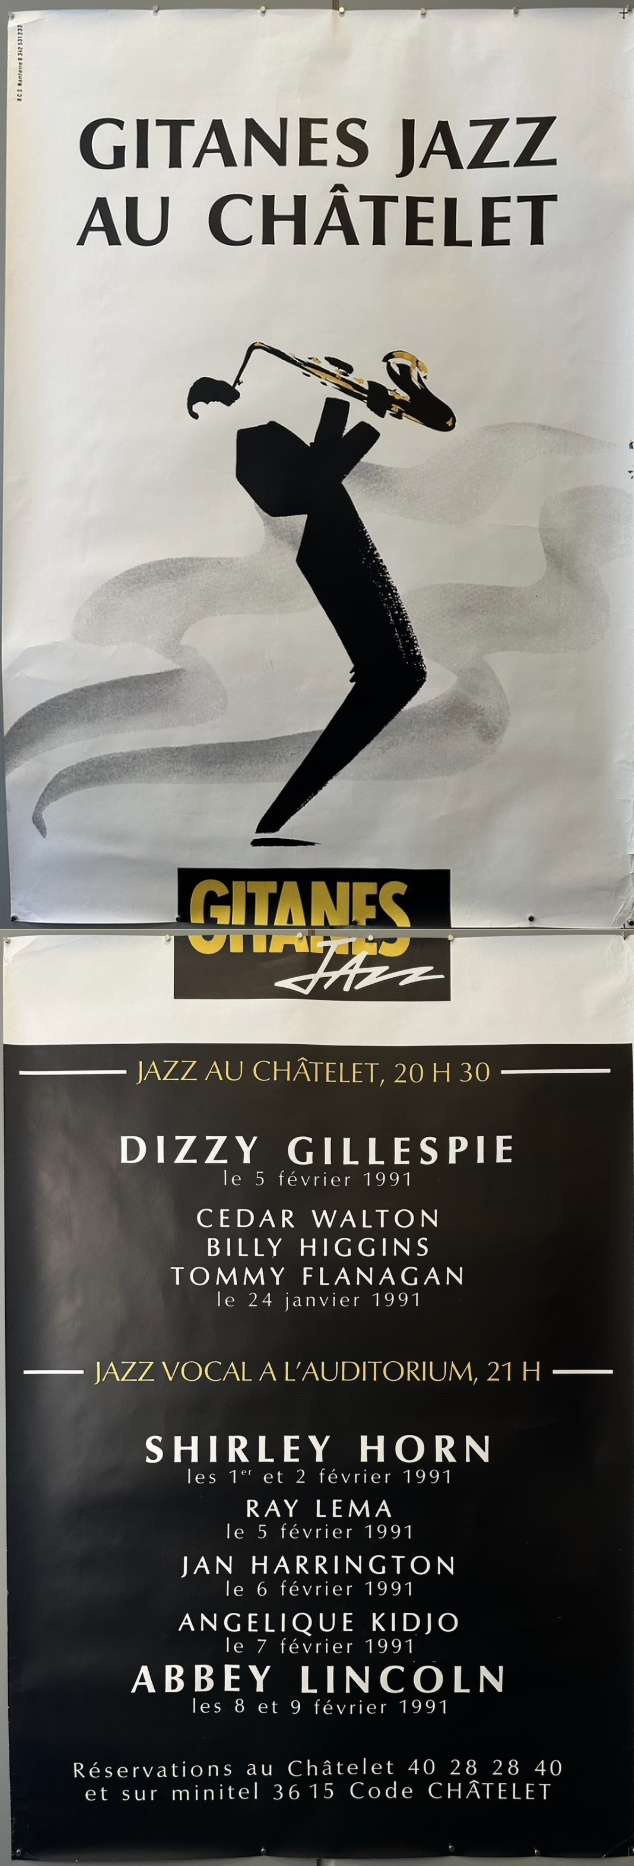 R.C.S. Nanterre B 342 531 233
GITANES JAZZ
AU CHÂTELET
GITANES
JAZZ
JAZZ AU CHÂTELET, 20 H 30
DIZZY GILLESPIE
le 5 février 1991
CEDAR WALTON
BILLY HIGGINS
TOMMY FLANAGAN
le 24 janvier 1991
JAZZ VOCAL A L'AUDITORIUM, 21 H
SHIRLEY HORN
les 1er et 2 février 1991
RAY LEMA
le 5 février 1991
JAN HARRINGTON
le 6 février 1991
ANGELIQUE KIDJO
le 7 février 1991
ABBEY LINCOLN
les 8 et 9 février 1991
Réservations au Châtelet 40 28 28 40
et sur minitel 36 15 Code CHÂTELET